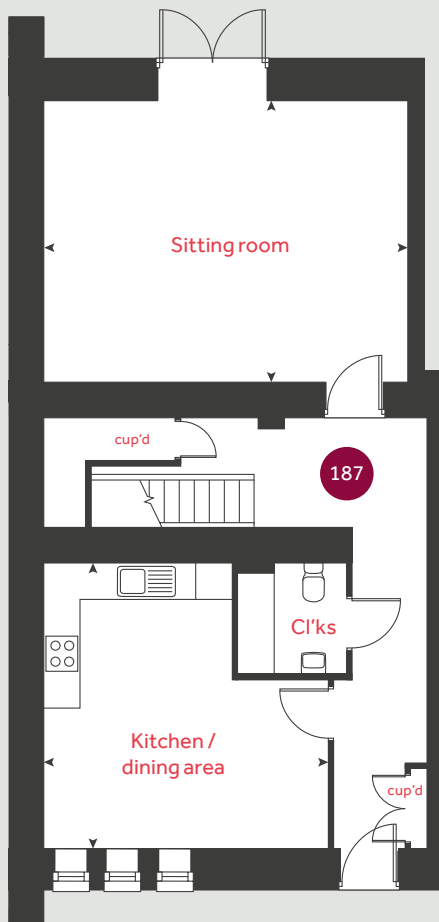 Sitting room
cup'd
187
Cl'ks
Kitchen /
dining area
cup'd